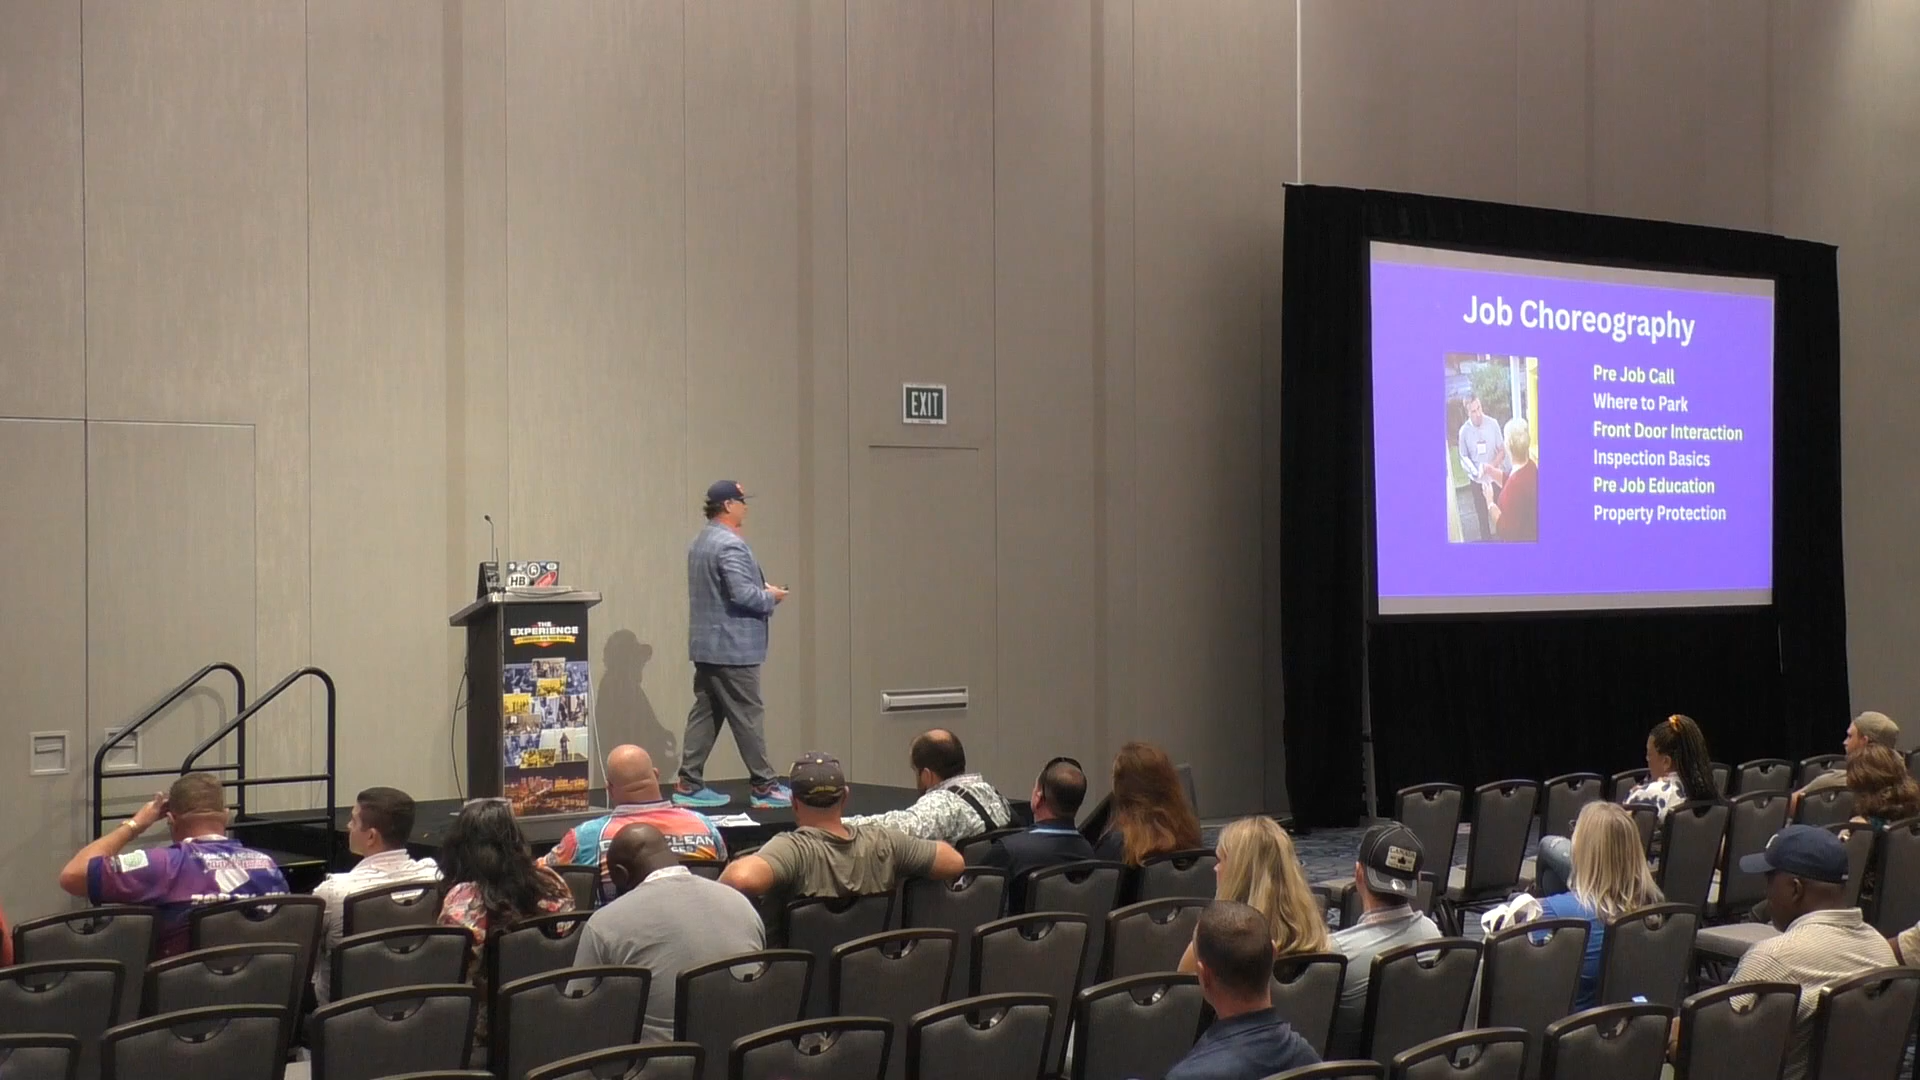 Job Choreography
Pre Job Call
Where to Park
Front Door Interaction
Inspection Basics
Pre Job Education
Property Protection
EXIT
HB
THE
EXPERIENCE
CLEAN